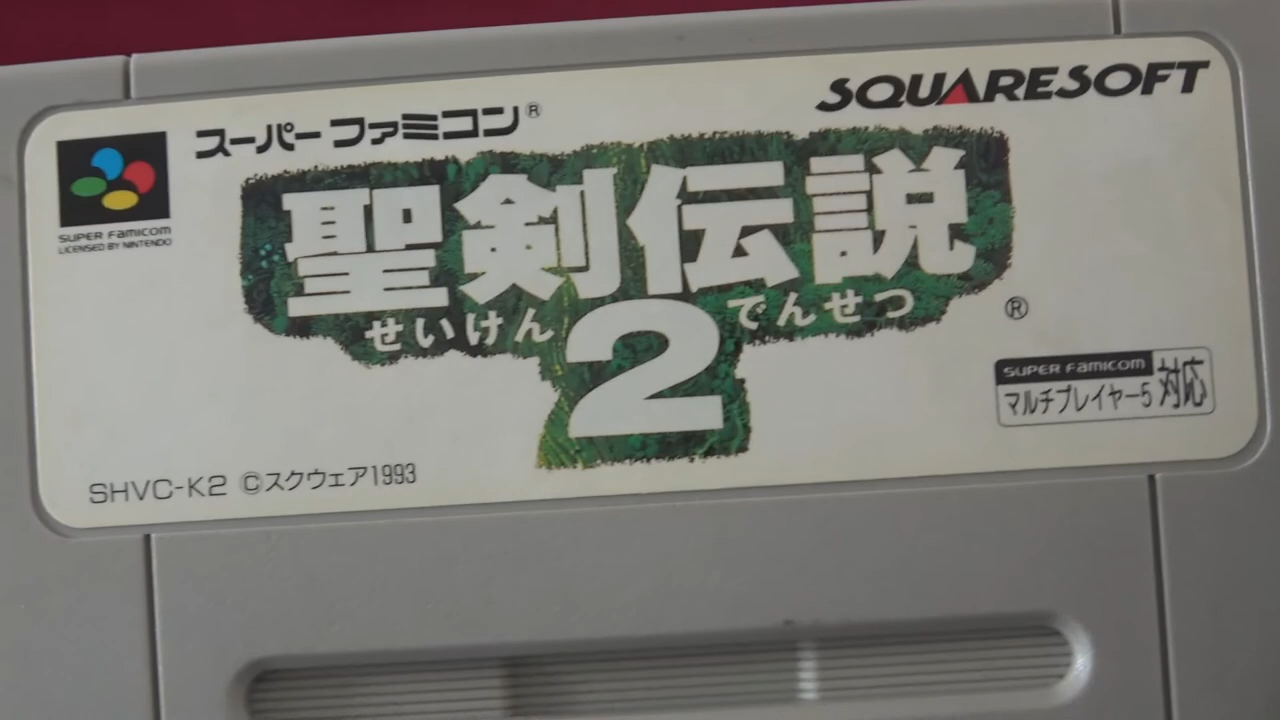 SQUARESOFT
スーパーファミコン®
SUPER FAMICOM
LICENSED BY NINTENDO
聖剣伝説
せいけん でんせつ
2
®
SUPER FAMICOM
マルチプレイヤー5 対応
SHVC-K2 ©スクウェア1993